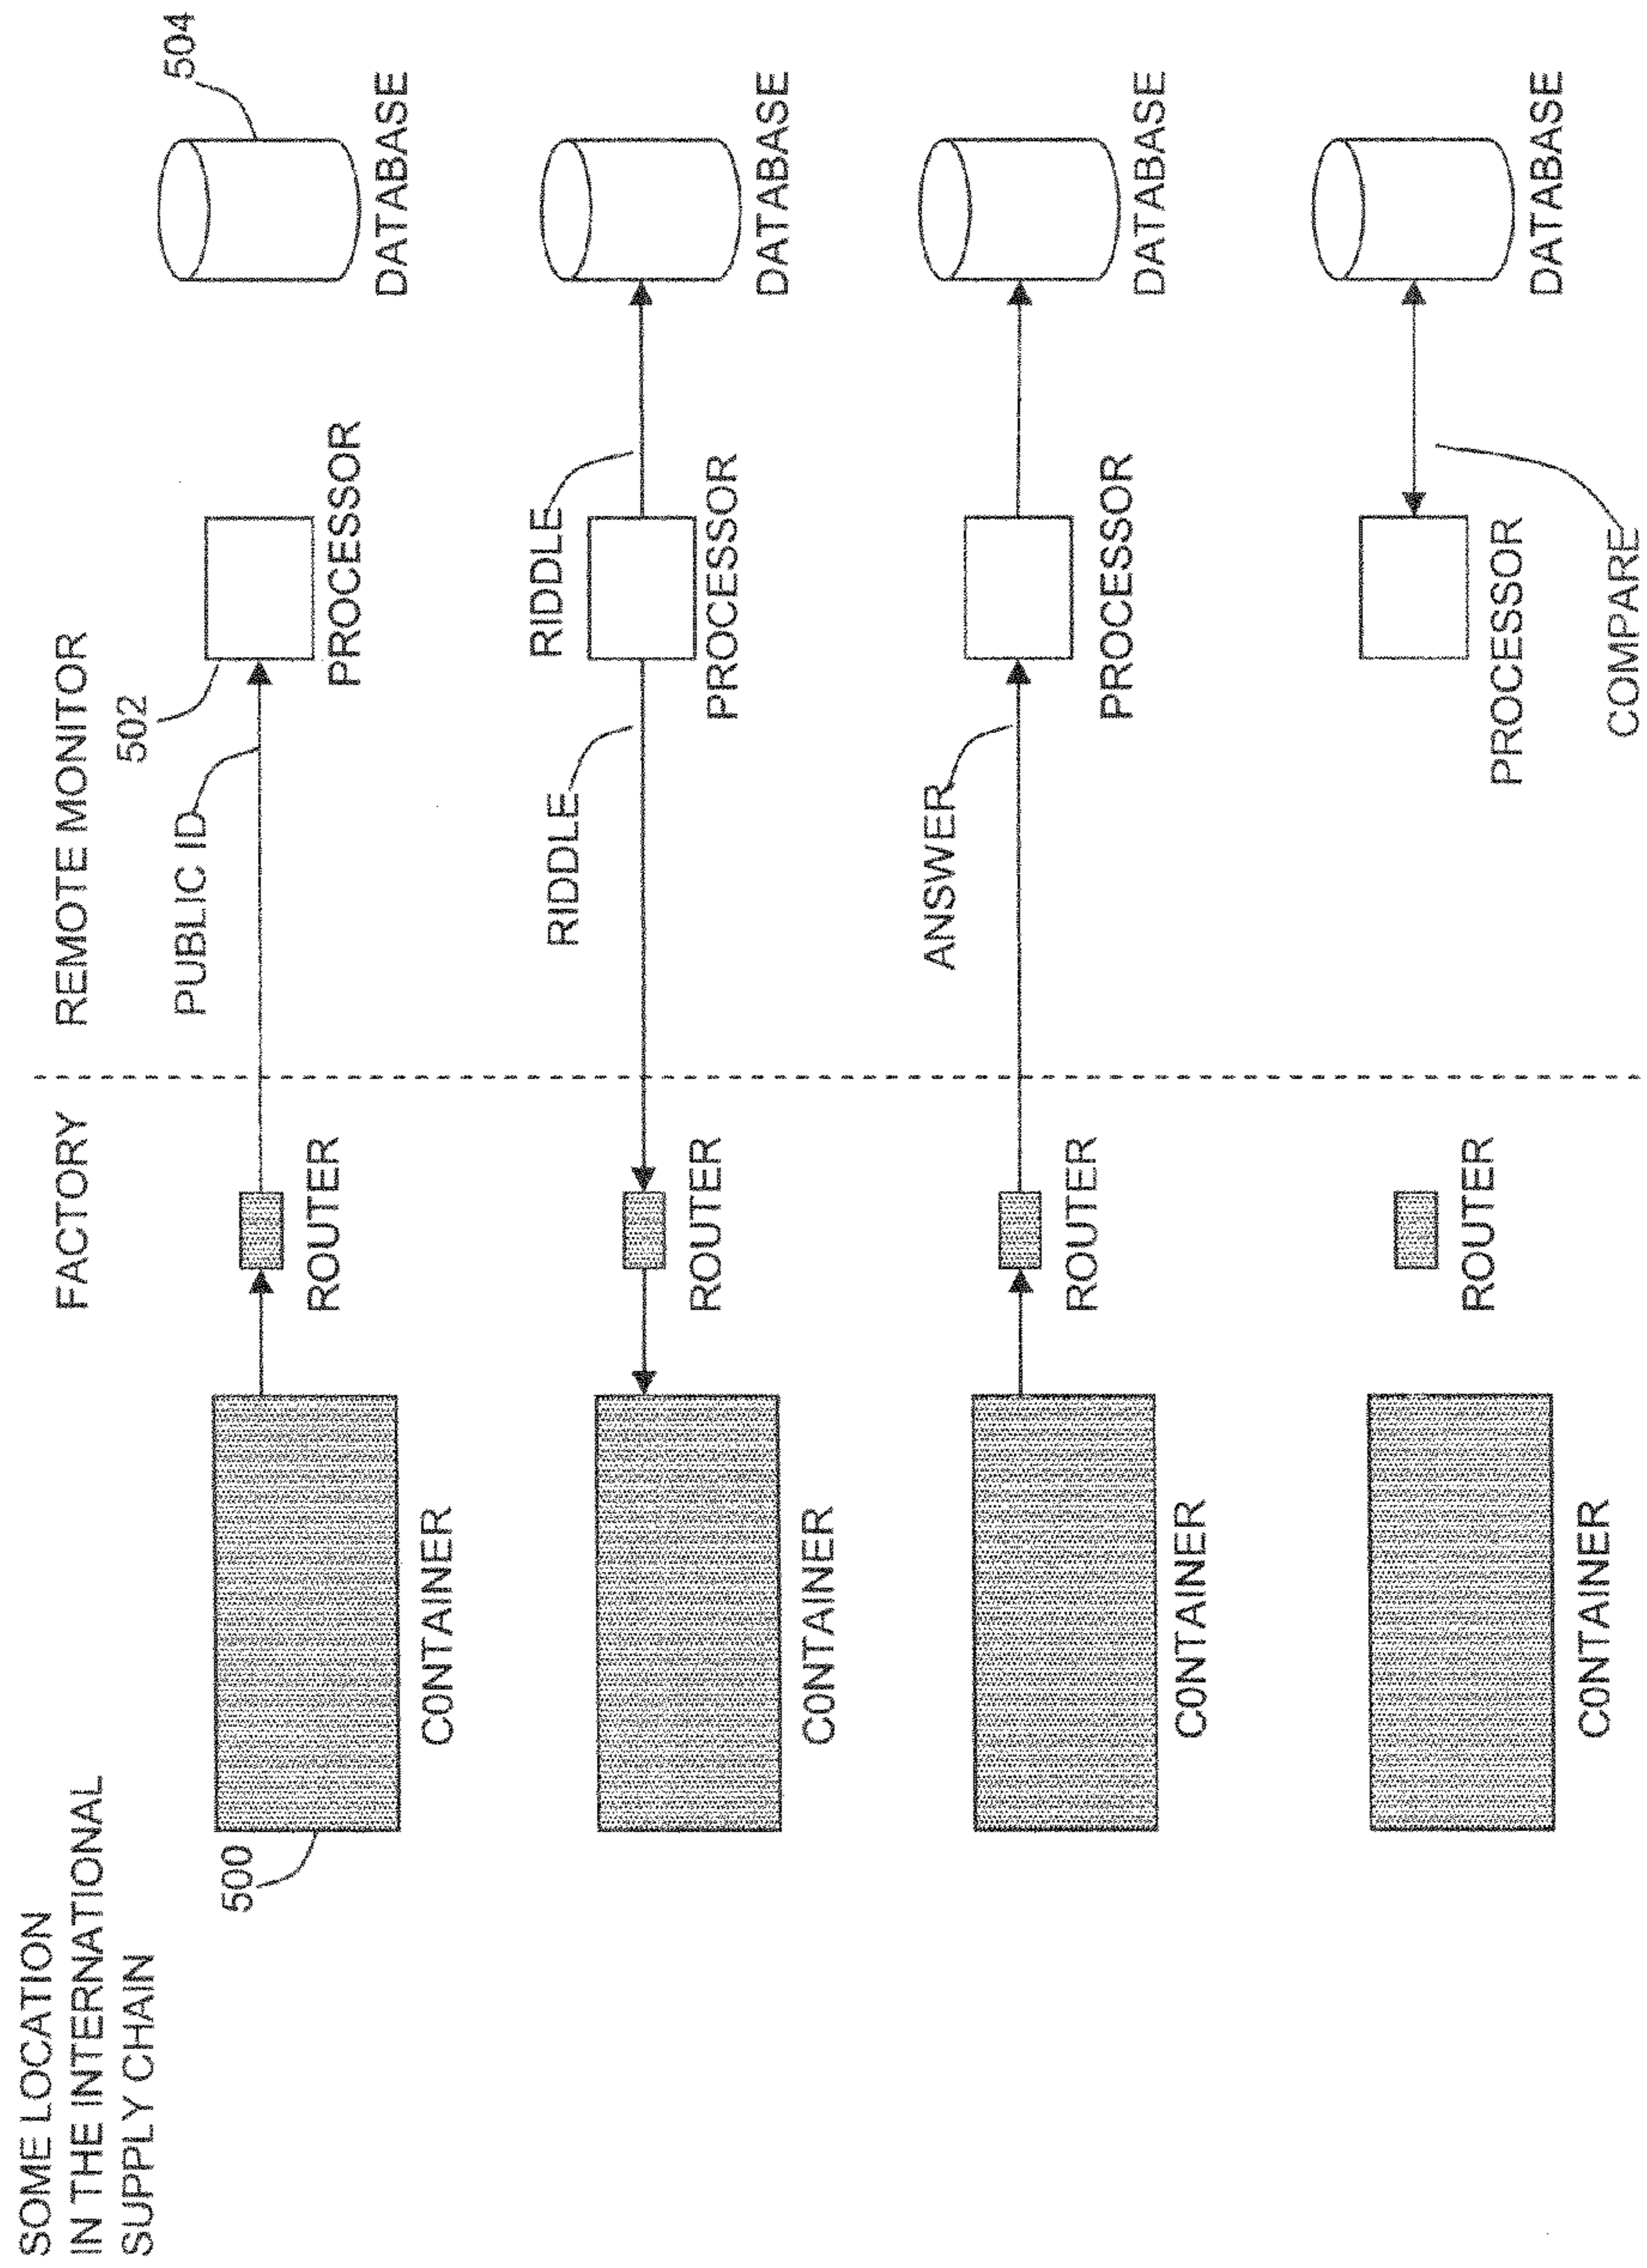 SOME LOCATION
IN THE INTERNATIONAL
SUPPLY CHAIN
FACTORY
REMOTE MONITOR
500
CONTAINER
ROUTER
PUBLIC ID
502
PROCESSOR
504
DATABASE
CONTAINER
ROUTER
RIDDLE
RIDDLE
PROCESSOR
DATABASE
CONTAINER
ROUTER
ANSWER
PROCESSOR
DATABASE
CONTAINER
ROUTER
PROCESSOR
COMPARE
DATABASE